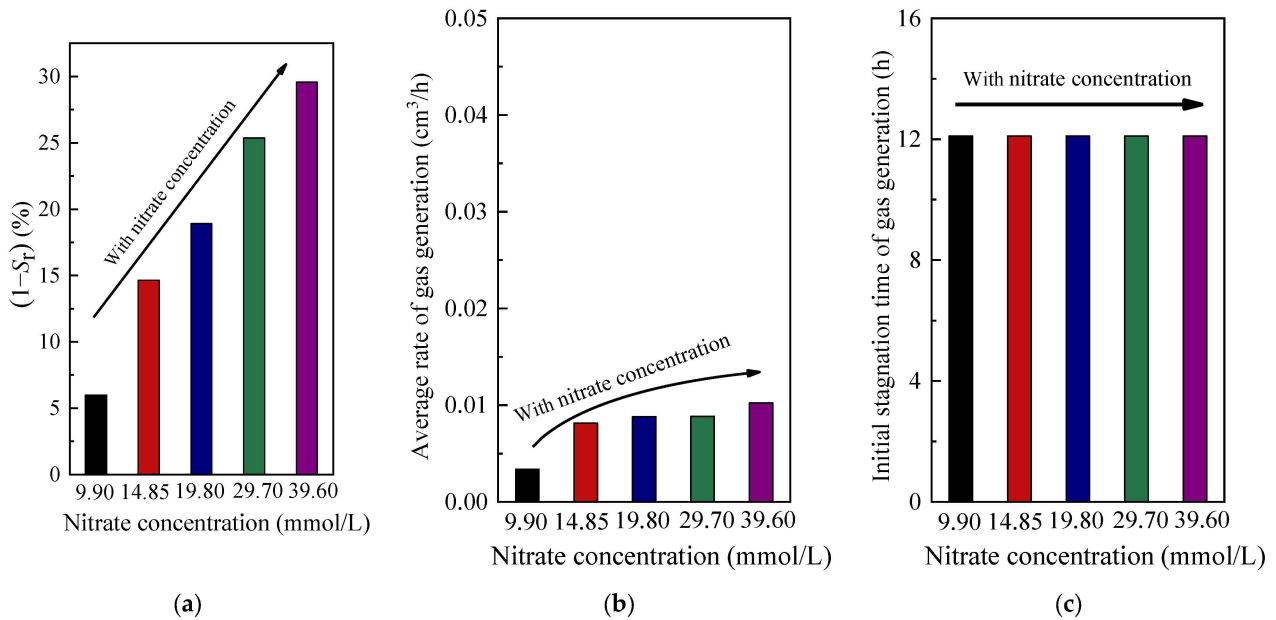 (1−Sr) (%)
30
25
20
15
10
5
0
With nitrate concentration
9.90 14.85 19.80 29.70 39.60
Nitrate concentration (mmol/L)
(a)
Average rate of gas generation (cm³/h)
0.05
0.04
0.03
0.02
0.01
0.00
With nitrate concentration
9.90 14.85 19.80 29.70 39.60
Nitrate concentration (mmol/L)
(b)
Initial stagnation time of gas generation (h)
16
12
8
4
0
With nitrate concentration
9.90 14.85 19.80 29.70 39.60
Nitrate concentration (mmol/L)
(c)